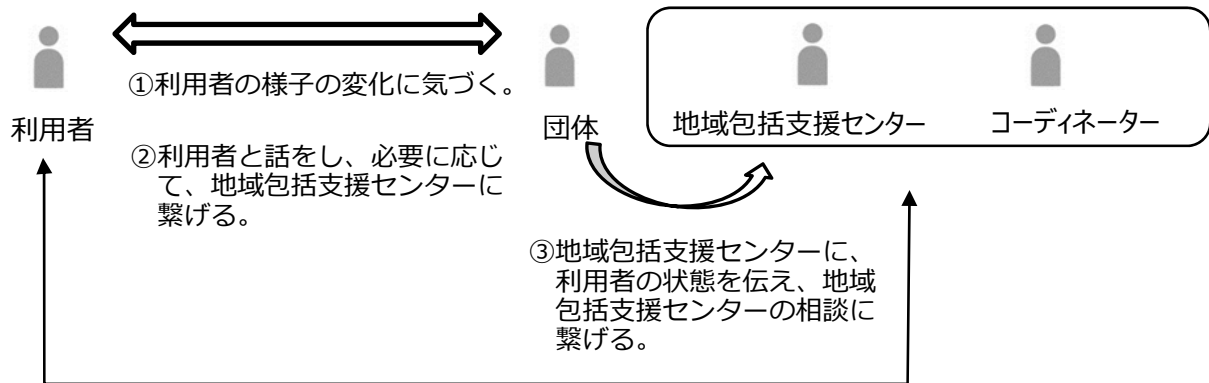 利用者
団体
地域包括支援センター
コーディネーター
①利用者の様子の変化に気づく。
②利用者と話をし、必要に応じ
て、地域包括支援センターに
繋げる。
③地域包括支援センターに、
利用者の状態を伝え、地域
包括支援センターの相談に
繋げる。